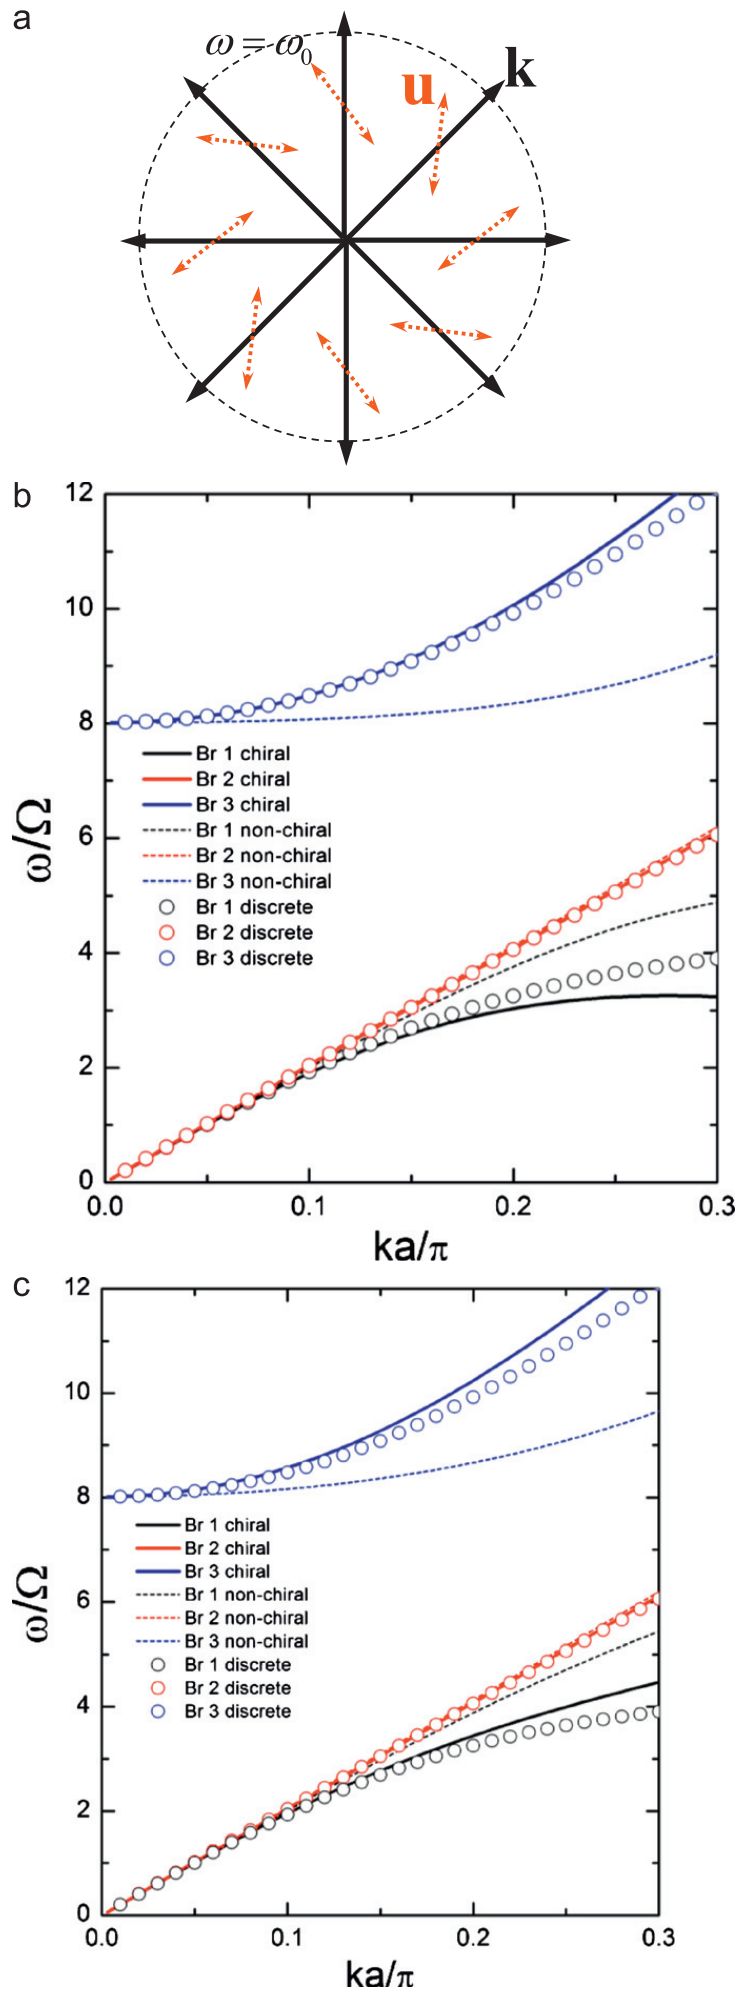 a
ω = ω₀
u
k
b
12
10
8
6
4
2
0
ω/Ω
Br 1 chiral
Br 2 chiral
Br 3 chiral
Br 1 non-chiral
Br 2 non-chiral
Br 3 non-chiral
Br 1 discrete
Br 2 discrete
Br 3 discrete
0.0 0.1 0.2 0.3
ka/π
c
12
10
8
6
4
2
0
ω/Ω
Br 1 chiral
Br 2 chiral
Br 3 chiral
Br 1 non-chiral
Br 2 non-chiral
Br 3 non-chiral
Br 1 discrete
Br 2 discrete
Br 3 discrete
0.0 0.1 0.2 0.3
ka/π